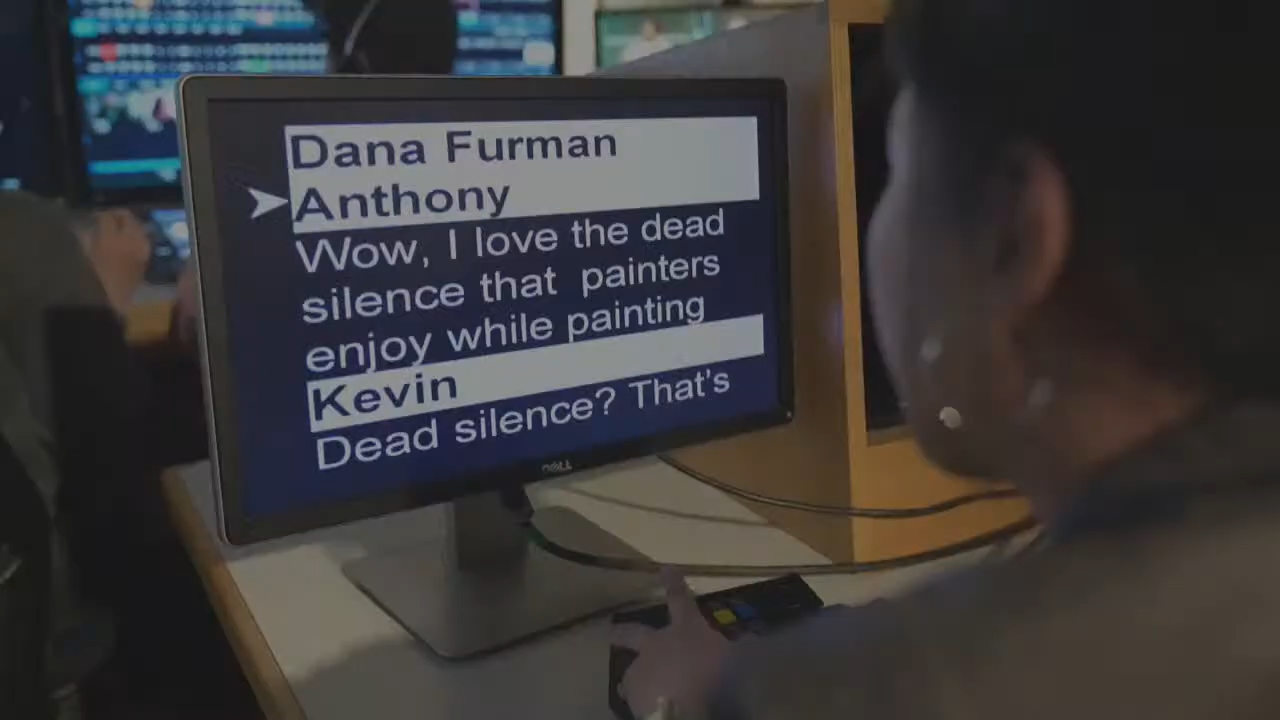 Dana Furman
Anthony
Wow, I love the dead
silence that painters
enjoy while painting
Kevin
Dead silence? That's
DELL